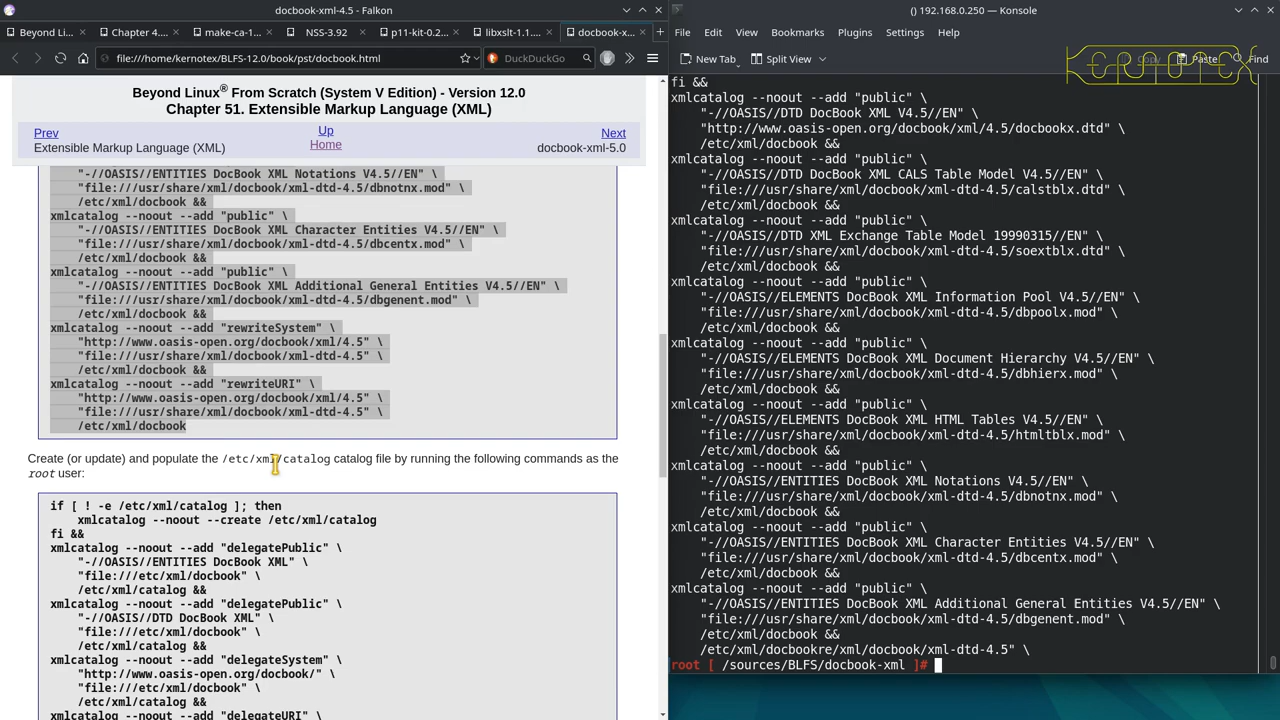 docbook-xml-4.5 - Falkon
Beyond Li...
Chapter 4....
make-ca-1...
NSS-3.92
p11-kit-0.2...
libxslt-1.1....
docbook-x...
file:///home/kernotex/BLFS-12.0/book/pst/docbook.html
DuckDuckGo
Beyond Linux® From Scratch (System V Edition) - Version 12.0
Chapter 51. Extensible Markup Language (XML)
Prev Up Next
Extensible Markup Language (XML) Home docbook-xml-5.0
"-//OASIS//ENTITIES DocBook XML Notations V4.5//EN" \
"file:///usr/share/xml/docbook/xml-dtd-4.5/dbnotnx.mod" \
/etc/xml/docbook &&
xmlcatalog --noout --add "public" \
"-//OASIS//ENTITIES DocBook XML Character Entities V4.5//EN" \
"file:///usr/share/xml/docbook/xml-dtd-4.5/dbcentx.mod" \
/etc/xml/docbook &&
xmlcatalog --noout --add "public" \
"-//OASIS//ENTITIES DocBook XML Additional General Entities V4.5//EN" \
"file:///usr/share/xml/docbook/xml-dtd-4.5/dbgenent.mod" \
/etc/xml/docbook &&
xmlcatalog --noout --add "rewriteSystem" \
"http://www.oasis-open.org/docbook/xml/4.5" \
"file:///usr/share/xml/docbook/xml-dtd-4.5" \
/etc/xml/docbook &&
xmlcatalog --noout --add "rewriteURI" \
"http://www.oasis-open.org/docbook/xml/4.5" \
"file:///usr/share/xml/docbook/xml-dtd-4.5" \
/etc/xml/docbook
Create (or update) and populate the /etc/xml/catalog catalog file by running the following commands as the
root user:
if [ ! -e /etc/xml/catalog ]; then
xmlcatalog --noout --create /etc/xml/catalog
fi &&
xmlcatalog --noout --add "delegatePublic" \
"-//OASIS//ENTITIES DocBook XML" \
"file:///etc/xml/docbook" \
/etc/xml/catalog &&
xmlcatalog --noout --add "delegatePublic" \
"-//OASIS//DTD DocBook XML" \
"file:///etc/xml/docbook" \
/etc/xml/catalog &&
xmlcatalog --noout --add "delegateSystem" \
"http://www.oasis-open.org/docbook/" \
"file:///etc/xml/docbook" \
/etc/xml/catalog &&
xmlcatalog --noout --add "delegateURI" \
() 192.168.0.250 — Konsole
File Edit View Bookmarks Plugins Settings Help
New Tab Split View Copy Paste Find
KERNOTEX
fi &&
xmlcatalog --noout --add "public" \
"-//OASIS//DTD DocBook XML V4.5//EN" \
"http://www.oasis-open.org/docbook/xml/4.5/docbookx.dtd" \
/etc/xml/docbook &&
xmlcatalog --noout --add "public" \
"-//OASIS//DTD DocBook XML CALS Table Model V4.5//EN" \
"file:///usr/share/xml/docbook/xml-dtd-4.5/calstblx.dtd" \
/etc/xml/docbook &&
xmlcatalog --noout --add "public" \
"-//OASIS//DTD XML Exchange Table Model 19990315//EN" \
"file:///usr/share/xml/docbook/xml-dtd-4.5/soextblx.dtd" \
/etc/xml/docbook &&
xmlcatalog --noout --add "public" \
"-//OASIS//ELEMENTS DocBook XML Information Pool V4.5//EN" \
"file:///usr/share/xml/docbook/xml-dtd-4.5/dbpoolx.mod" \
/etc/xml/docbook &&
xmlcatalog --noout --add "public" \
"-//OASIS//ELEMENTS DocBook XML Document Hierarchy V4.5//EN" \
"file:///usr/share/xml/docbook/xml-dtd-4.5/dbhierx.mod" \
/etc/xml/docbook &&
xmlcatalog --noout --add "public" \
"-//OASIS//ELEMENTS DocBook XML HTML Tables V4.5//EN" \
"file:///usr/share/xml/docbook/xml-dtd-4.5/htmltblx.mod" \
/etc/xml/docbook &&
xmlcatalog --noout --add "public" \
"-//OASIS//ENTITIES DocBook XML Notations V4.5//EN" \
"file:///usr/share/xml/docbook/xml-dtd-4.5/dbnotnx.mod" \
/etc/xml/docbook &&
xmlcatalog --noout --add "public" \
"-//OASIS//ENTITIES DocBook XML Character Entities V4.5//EN" \
"file:///usr/share/xml/docbook/xml-dtd-4.5/dbcentx.mod" \
/etc/xml/docbook &&
xmlcatalog --noout --add "public" \
"-//OASIS//ENTITIES DocBook XML Additional General Entities V4.5//EN" \
"file:///usr/share/xml/docbook/xml-dtd-4.5/dbgenent.mod" \
/etc/xml/docbook &&
/etc/xml/docbookre/xml/docbook/xml-dtd-4.5" \
root [ /sources/BLFS/docbook-xml ]#